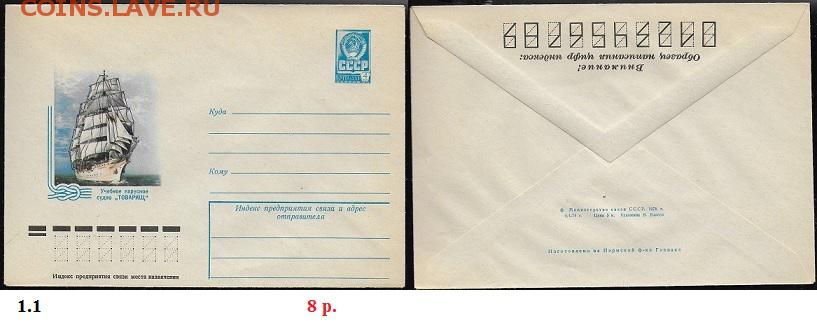 COINS.LAVE.RU
СССР
Куда
Кому
Учебное парусное
судно „ТОВАРИЩ“
Индекс предприятия связи и адрес
отправителя
Индекс предприятия связи места назначения
Внимание!
Образец написания цифр индекса:
© Министерство связи СССР, 197
Цена 5 к. Художник
Изготовлено на Пермской ф-ке Гознака
1.1
8 р.